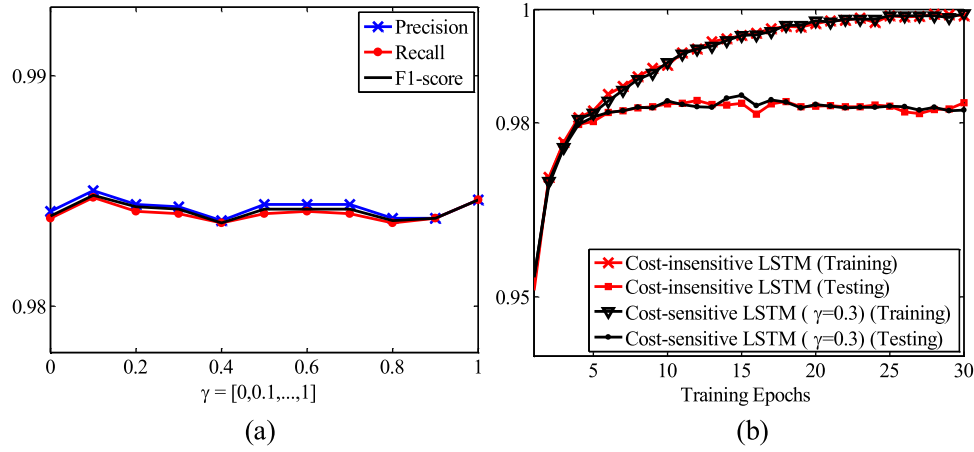 0.99
0.98
Precision
Recall
F1-score
0
0.2
0.4
0.6
0.8
1
γ = [0,0.1,...,1]
(a)
1
0.98
0.95
Cost-insensitive LSTM (Training)
Cost-insensitive LSTM (Testing)
Cost-sensitive LSTM ( γ=0.3) (Training)
Cost-sensitive LSTM ( γ=0.3) (Testing)
5
10
15
20
25
30
Training Epochs
(b)